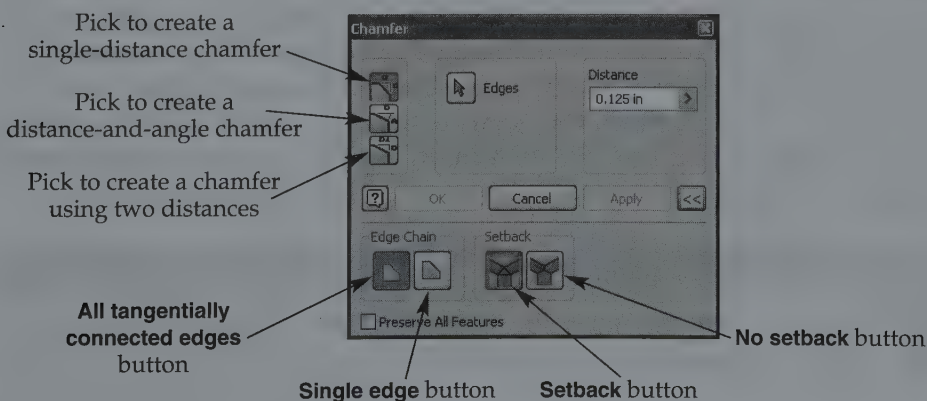 Pick to create a
single-distance chamfer
Pick to create a
distance-and-angle chamfer
Pick to create a chamfer
using two distances
Chamfer
Edges
Distance
0.125 in
OK
Cancel
Apply
<<
Edge Chain
Setback
Preserve All Features
All tangentially
connected edges
button
Single edge button
Setback button
No setback button